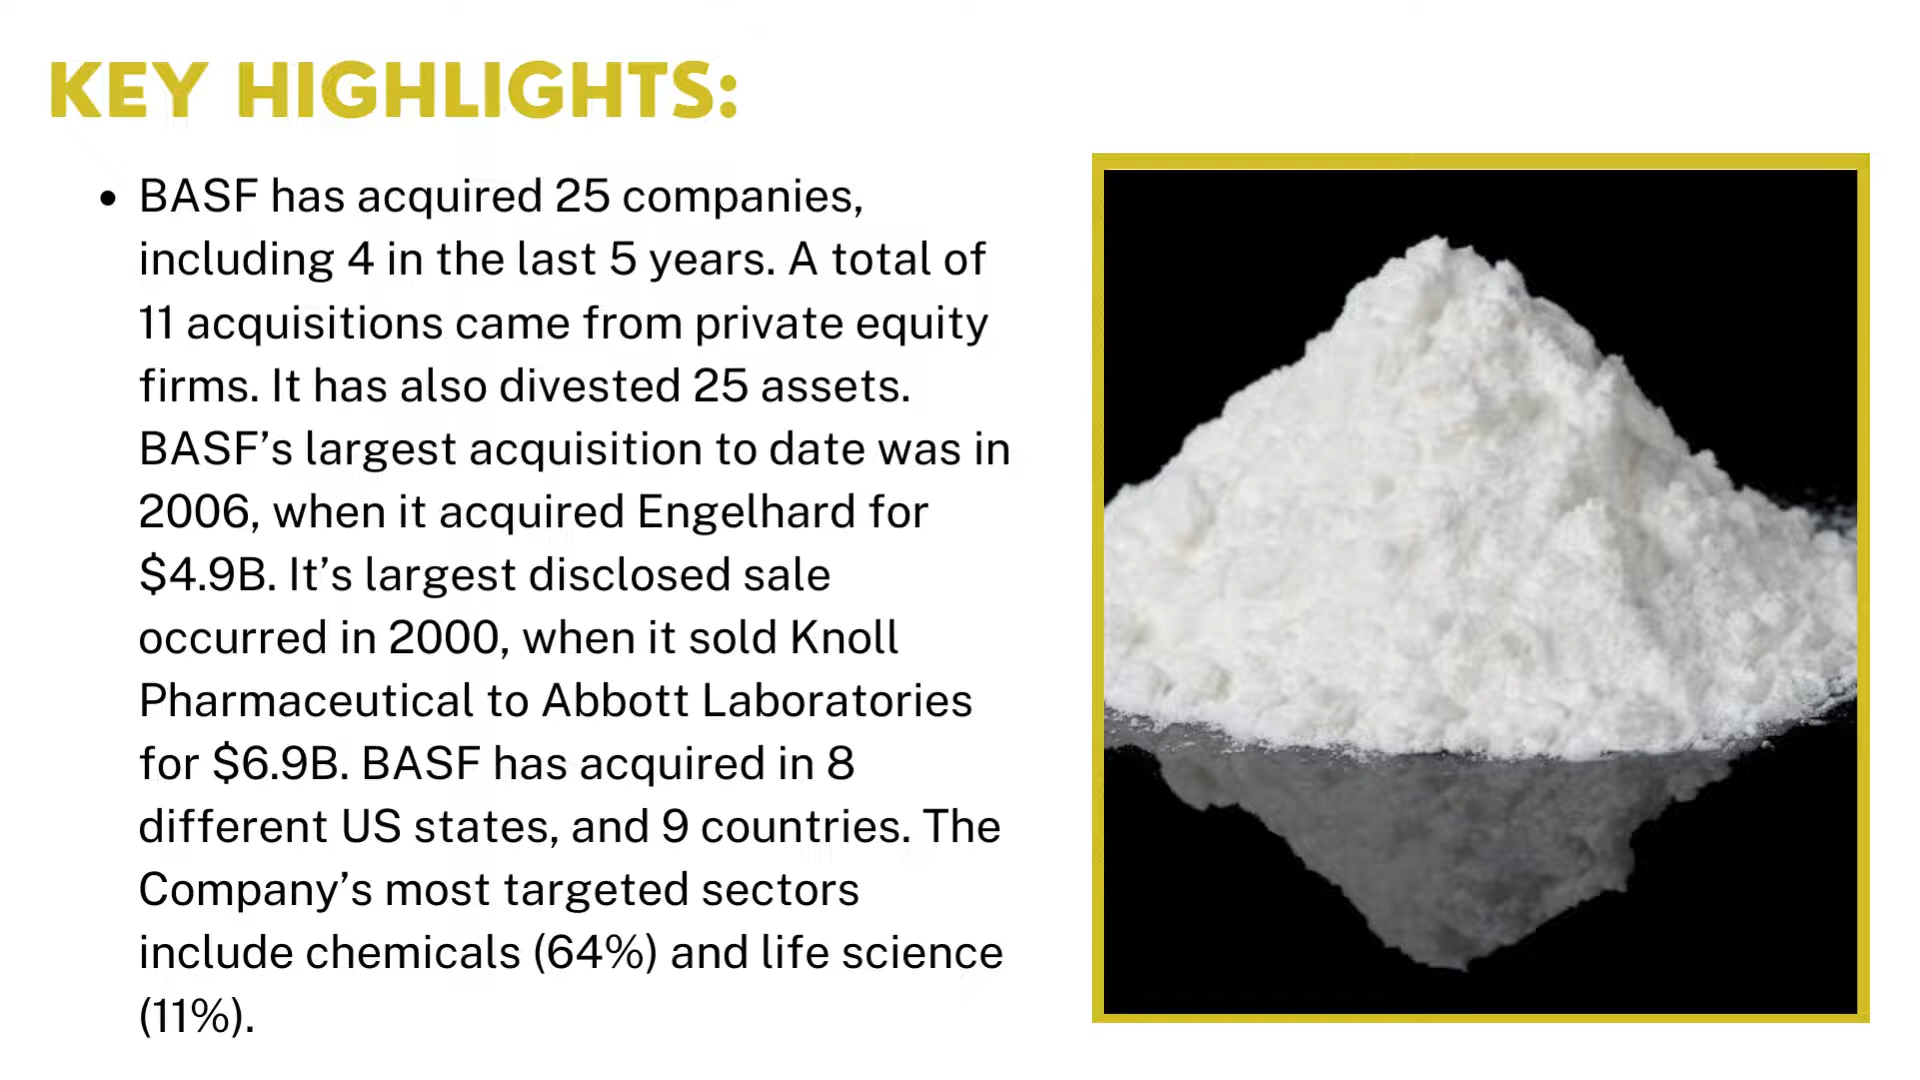 KEY HIGHLIGHTS:
• BASF has acquired 25 companies,
including 4 in the last 5 years. A total of
11 acquisitions came from private equity
firms. It has also divested 25 assets.
BASF’s largest acquisition to date was in
2006, when it acquired Engelhard for
$4.9B. It’s largest disclosed sale
occurred in 2000, when it sold Knoll
Pharmaceutical to Abbott Laboratories
for $6.9B. BASF has acquired in 8
different US states, and 9 countries. The
Company’s most targeted sectors
include chemicals (64%) and life science
(11%).